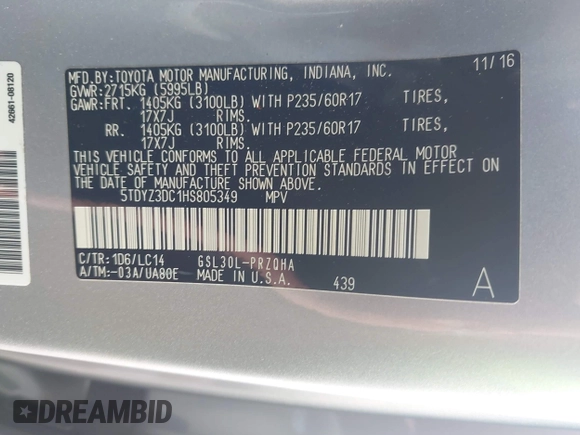 42661-08120
MFD.BY:TOYOTA MOTOR MANUFACTURING, INDIANA, INC. 11/16
GVWR:2715KG (5995LB)
GAWR:FRT. 1405KG (3100LB) WITH P235/60R17 TIRES,
17X7J RIMS.
RR. 1405KG (3100LB) WITH P235/60R17 TIRES,
17X7J RIMS.
THIS VEHICLE CONFORMS TO ALL APPLICABLE FEDERAL MOTOR
VEHICLE SAFETY AND THEFT PREVENTION STANDARDS IN EFFECT ON
THE DATE OF MANUFACTURE SHOWN ABOVE.
5TDYZ3DC1HS805349 MPV
C/TR:1D6/LC14 GSL30L-PRZQHA
A/TM:-03A/UA80E MADE IN U.S.A. 439 A
DREAMBID